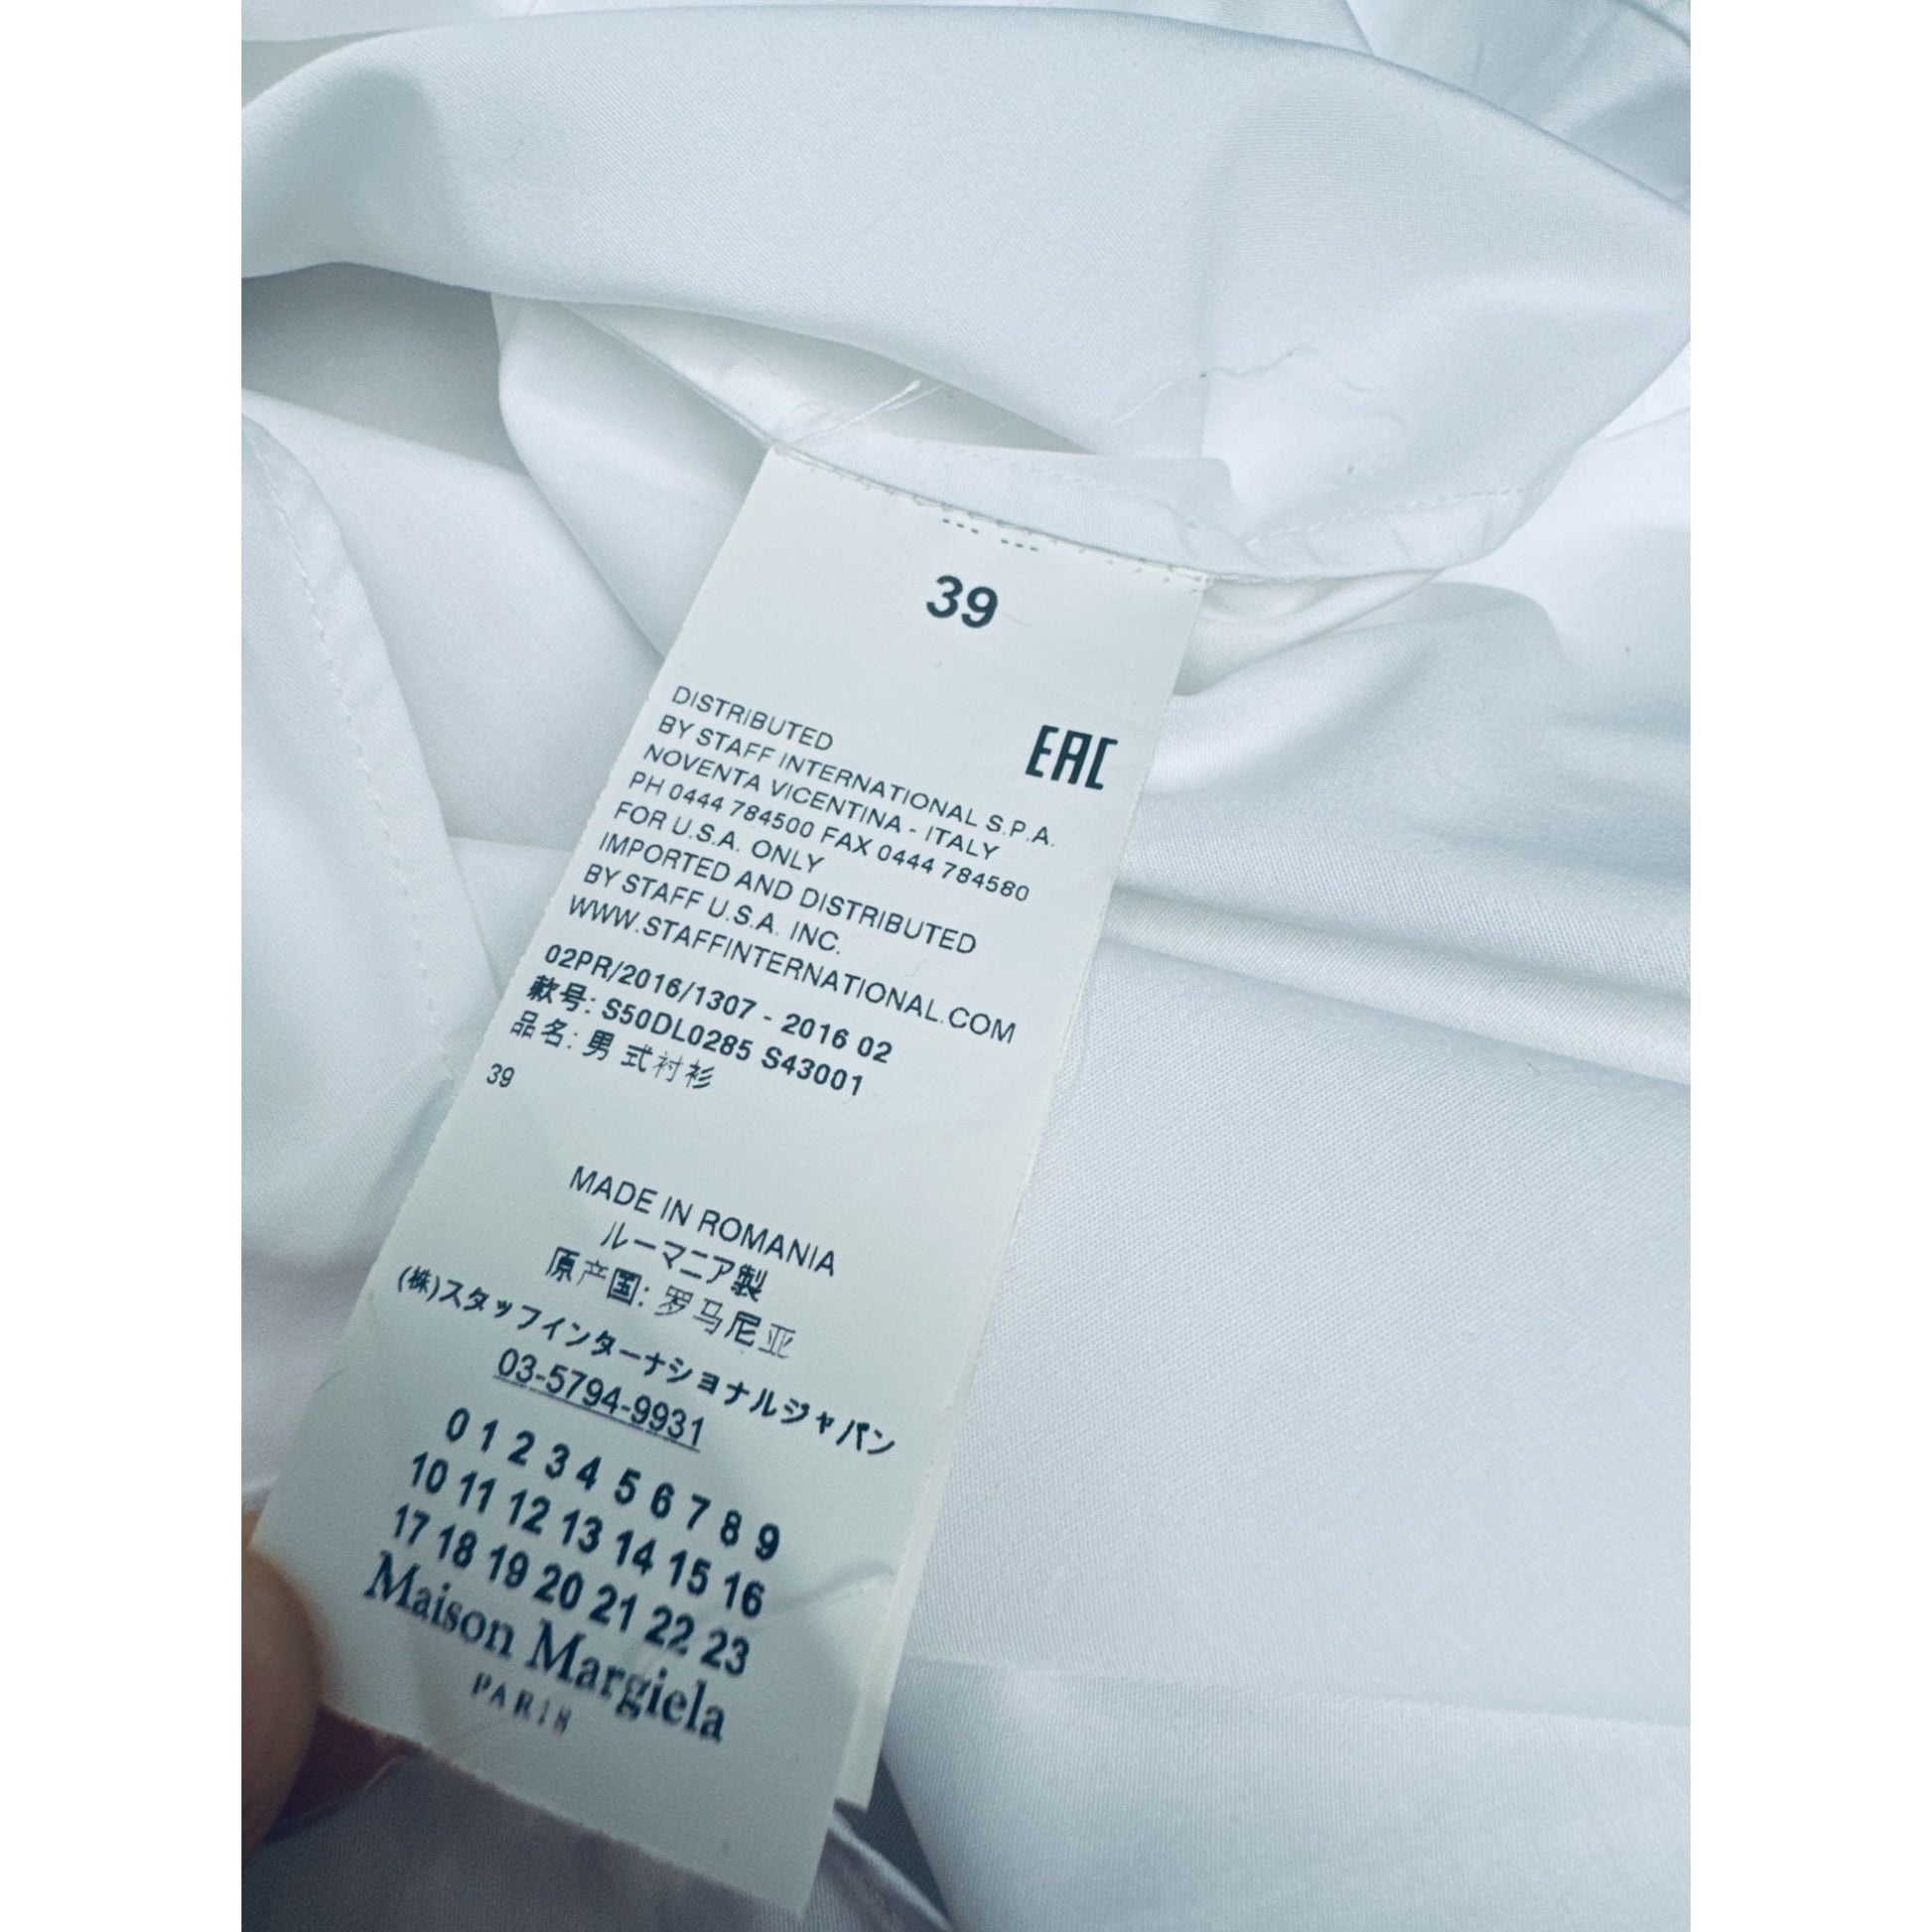 39
EAC
DISTRIBUTED
BY STAFF INTERNATIONAL S.P.A.
NOVENTA VICENTINA - ITALY
PH 0444 784500 FAX 0444 784580
FOR U.S.A. ONLY
IMPORTED AND DISTRIBUTED
BY STAFF U.S.A. INC.
WWW.STAFFINTERNATIONAL.COM
02PR/2016/1307 - 2016 02
款号: S50DL0285 S43001
品名: 男式衬衫
39
MADE IN ROMANIA
ルーマニア製
原产国: 罗马尼亚
(株)スタッフインターナショナルジャパン
03-5794-9931
0 1 2 3 4 5 6 7 8 9
10 11 12 13 14 15 16
17 18 19 20 21 22 23
Maison Margiela
PARIS